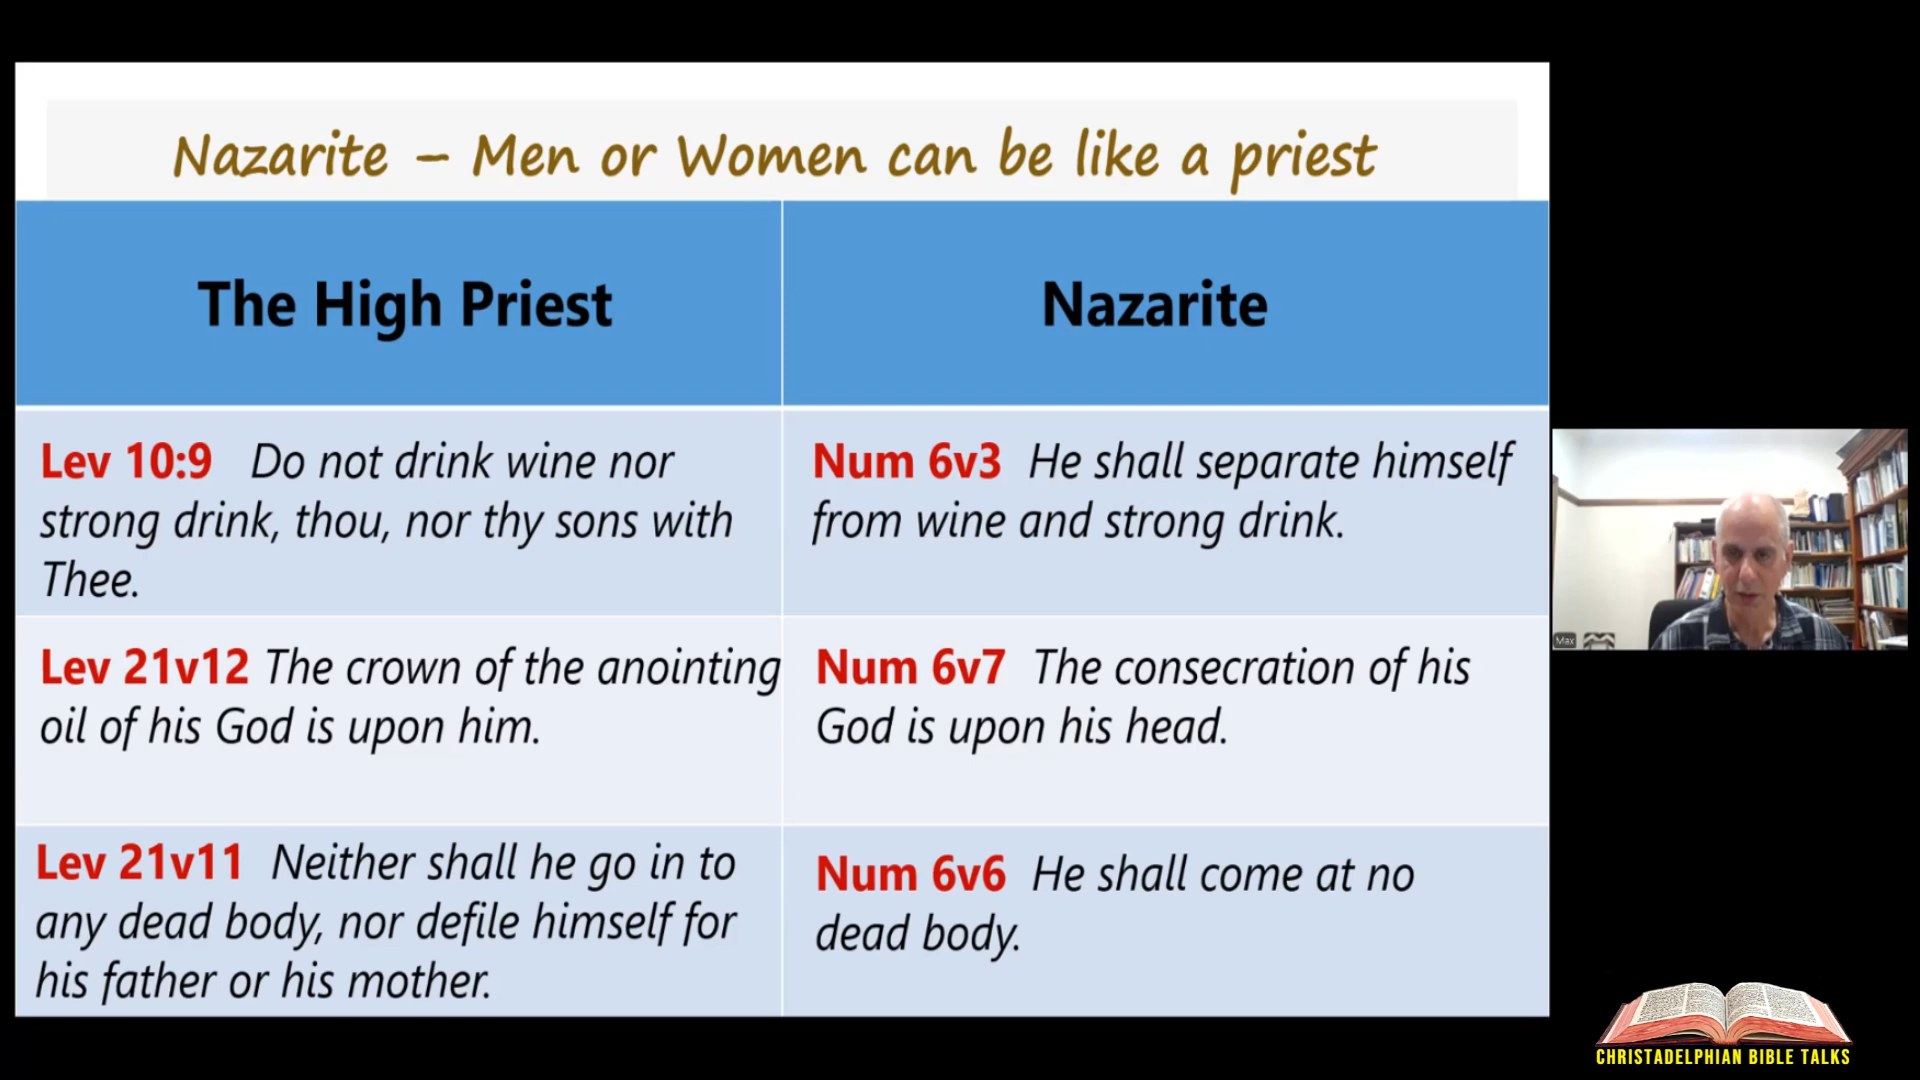 Nazarite – Men or Women can be like a priest
The High Priest
Nazarite
Lev 10:9 Do not drink wine nor
strong drink, thou, nor thy sons with
Thee.
Num 6v3 He shall separate himself
from wine and strong drink.
Lev 21v12 The crown of the anointing
oil of his God is upon him.
Num 6v7 The consecration of his
God is upon his head.
Lev 21v11 Neither shall he go in to
any dead body, nor defile himself for
his father or his mother.
Num 6v6 He shall come at no
dead body.
Max
CHRISTADELPHIAN BIBLE TALKS